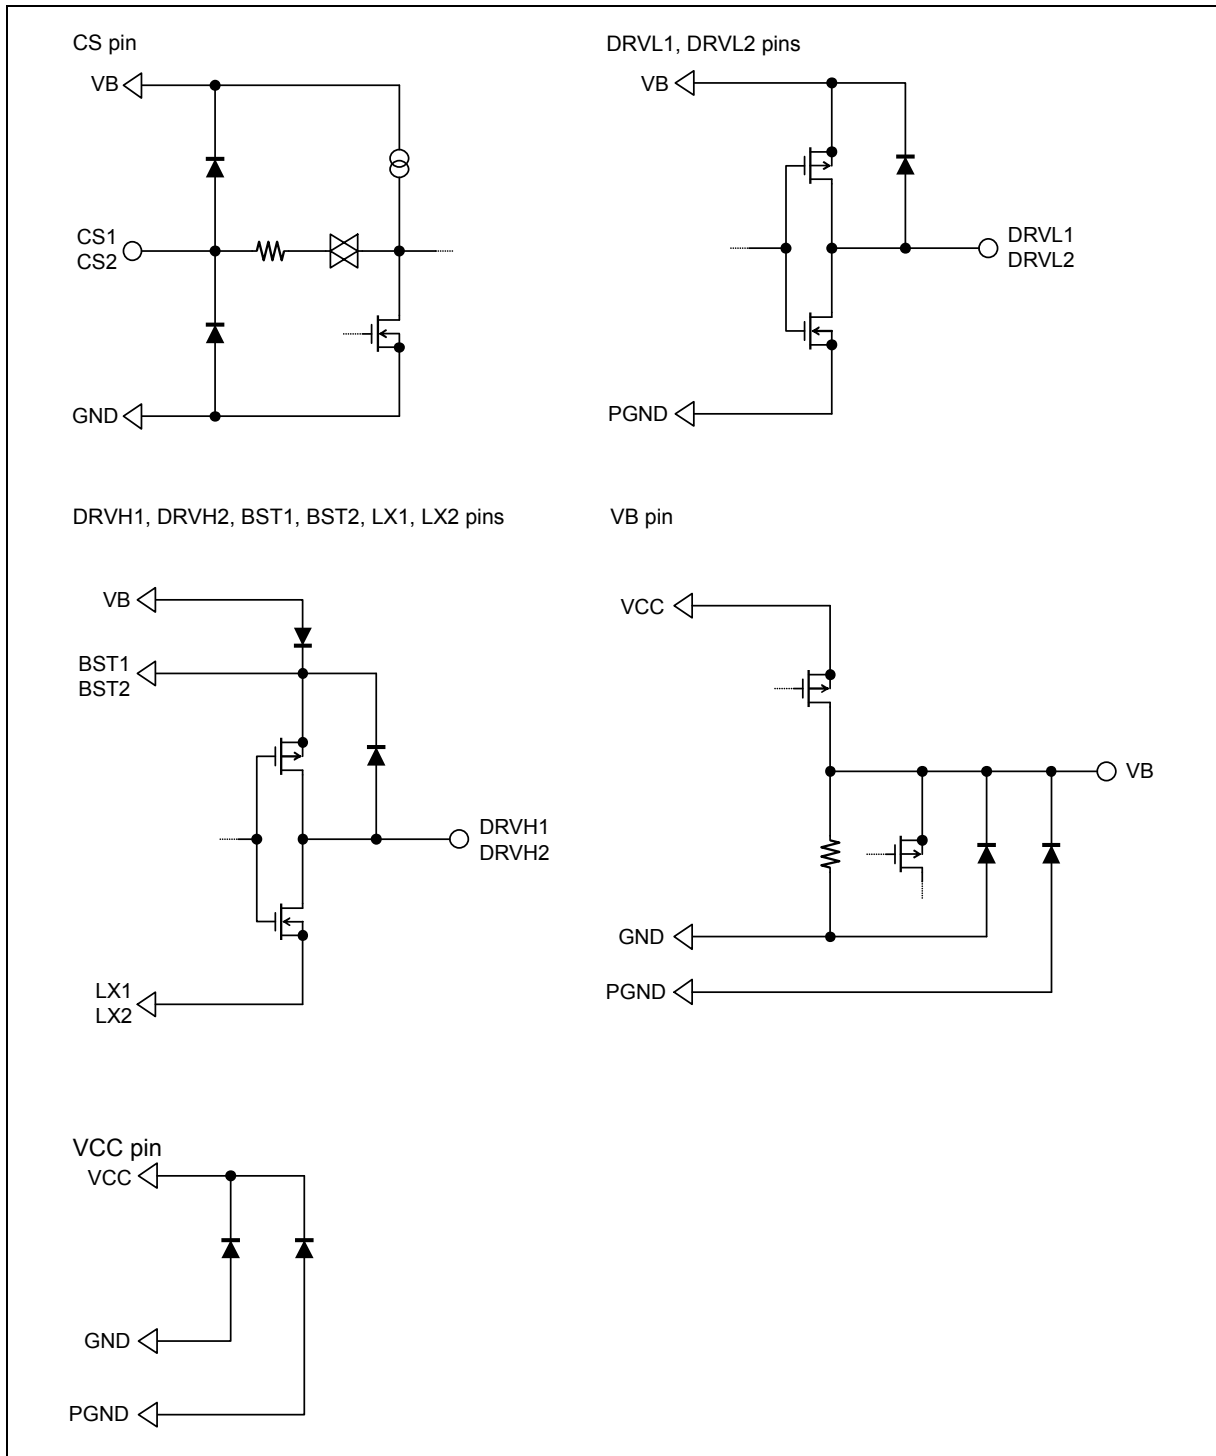 CS pin
VB
CS1
CS2
GND
DRVL1, DRVL2 pins
VB
DRVL1
DRVL2
PGND
DRVH1, DRVH2, BST1, BST2, LX1, LX2 pins
VB
BST1
BST2
DRVH1
DRVH2
LX1
LX2
VB pin
VCC
VB
GND
PGND
VCC pin
VCC
GND
PGND